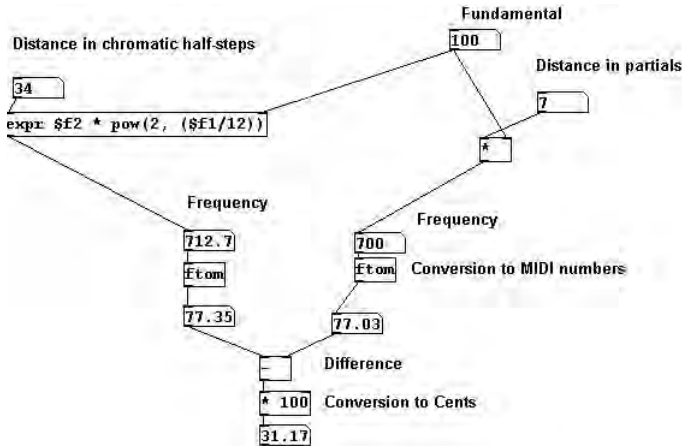 Fundamental
Distance in chromatic half-steps
100
Distance in partials
34
7
expr $f2 * pow(2, ($f1/12))
*
Frequency
Frequency
712.7
700
ftom
ftom
Conversion to MIDI numbers
77.35
77.03
-
Difference
* 100
Conversion to Cents
31.17